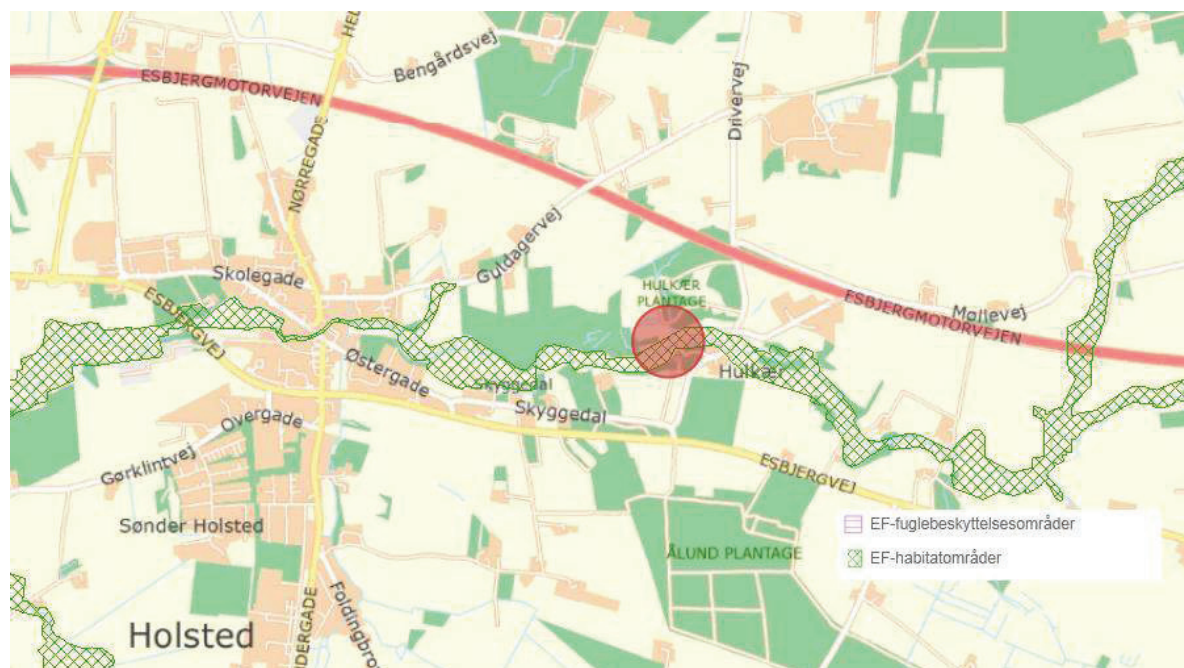 Bengårdsvej
ESBJERGMOTORVEJEN
Drivervej
NØRREGADE
Guldagervej
Skolegade
HULKÆR
PLANTAGE
ESBJERGMOTORVEJEN
Møllevej
ESBJERGVEJ
Østergade
Hulkær
Skyggedal
Skyggedal
Overgade
Gørklintvej
ESBJERGVEJ
Sønder Holsted
EF-fuglebeskyttelsesområder
ÅLUND PLANTAGE
EF-habitatområder
Holsted